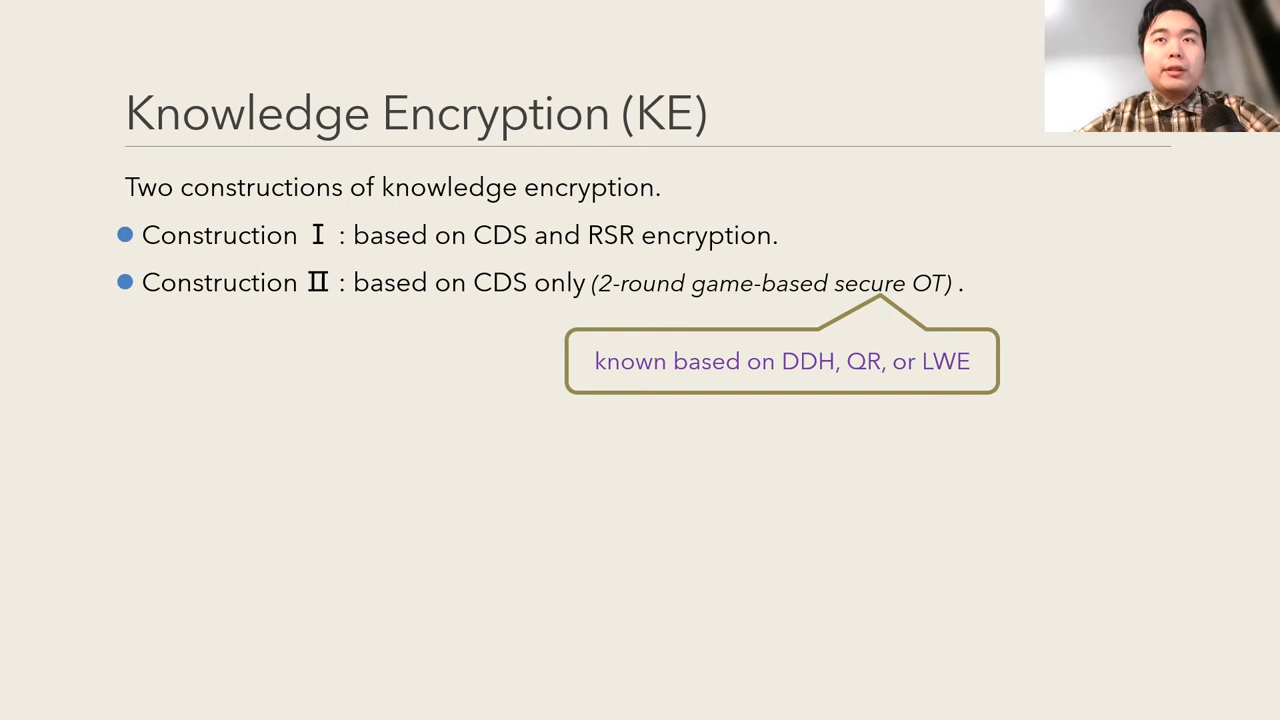 Knowledge Encryption (KE)
Two constructions of knowledge encryption.
Construction I : based on CDS and RSR encryption.
Construction II : based on CDS only (2-round game-based secure OT) .
known based on DDH, QR, or LWE